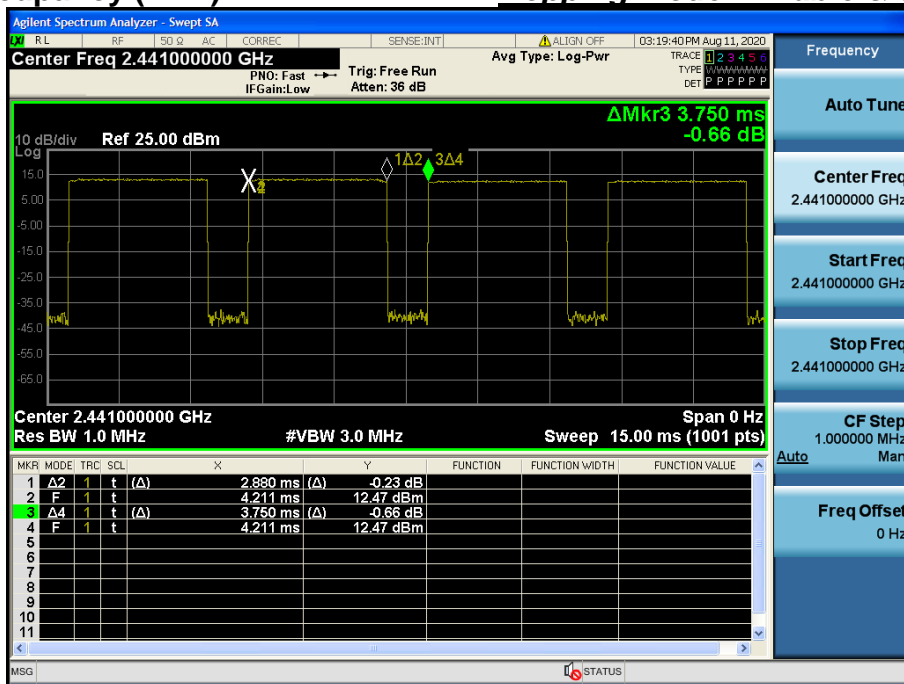 Agilent Spectrum Analyzer - Swept SA
LXI RL RF 50 Ω AC CORREC SENSE:INT ALIGN OFF 03:19:40 PM Aug 11, 2020
Center Freq 2.441000000 GHz
PNO: Fast
IFGain:Low
Trig: Free Run
Atten: 36 dB
Avg Type: Log-Pwr
TRACE 1 2 3 4 5 6
TYPE WWWWWW
DET P P P P P P
ΔMkr3 3.750 ms
-0.66 dB
10 dB/div Ref 25.00 dBm
Log
1Δ2 3Δ4
15.0
5.00
-5.00
-15.0
-25.0
-35.0
-45.0
-55.0
-65.0
Center 2.441000000 GHz Span 0 Hz
Res BW 1.0 MHz #VBW 3.0 MHz Sweep 15.00 ms (1001 pts)
MKR MODE TRC SCL X Y FUNCTION FUNCTION WIDTH FUNCTION VALUE
1 Δ2 1 t (Δ) 2.880 ms (Δ) -0.23 dB
2 F 1 t 4.211 ms 12.47 dBm
3 Δ4 1 t (Δ) 3.750 ms (Δ) -0.66 dB
4 F 1 t 4.211 ms 12.47 dBm
5
6
7
8
9
10
11
MSG STATUS
Frequency
Auto Tune
Center Freq
2.441000000 GHz
Start Freq
2.441000000 GHz
Stop Freq
2.441000000 GHz
CF Step
1.000000 MHz
Auto Man
Freq Offset
0 Hz